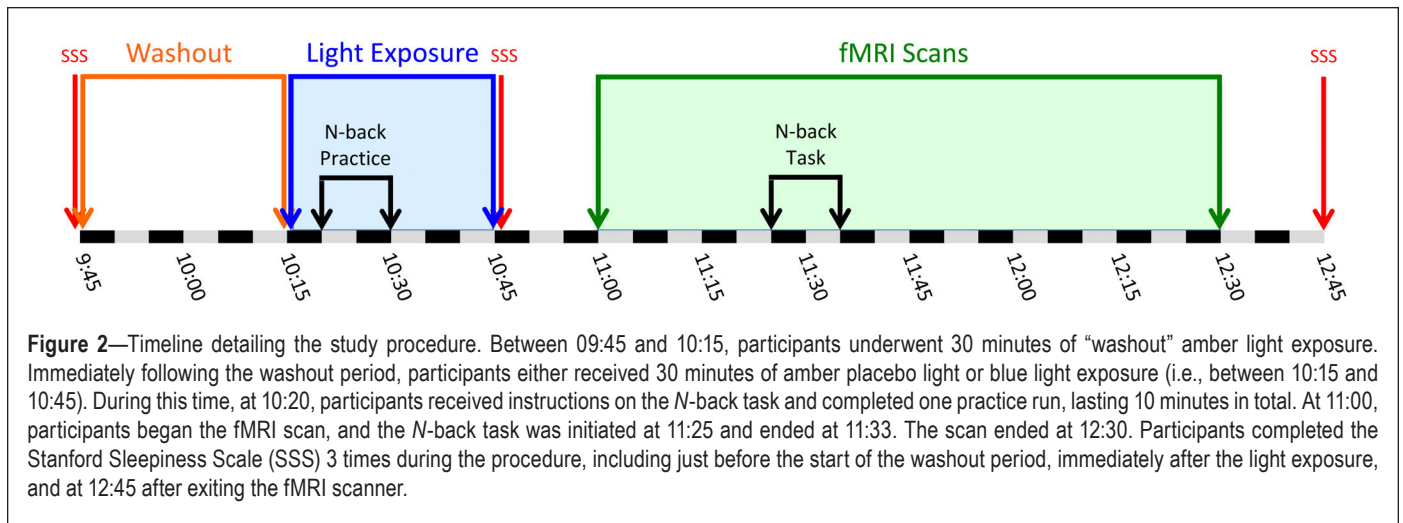 SSS Washout Light Exposure SSS fMRI Scans SSS
N-back
Practice
N-back
Task
9:45 10:00 10:15 10:30 10:45 11:00 11:15 11:30 11:45 12:00 12:15 12:30 12:45
Figure 2—Timeline detailing the study procedure. Between 09:45 and 10:15, participants underwent 30 minutes of “washout” amber light exposure.
Immediately following the washout period, participants either received 30 minutes of amber placebo light or blue light exposure (i.e., between 10:15 and
10:45). During this time, at 10:20, participants received instructions on the N-back task and completed one practice run, lasting 10 minutes in total. At 11:00,
participants began the fMRI scan, and the N-back task was initiated at 11:25 and ended at 11:33. The scan ended at 12:30. Participants completed the
Stanford Sleepiness Scale (SSS) 3 times during the procedure, including just before the start of the washout period, immediately after the light exposure,
and at 12:45 after exiting the fMRI scanner.